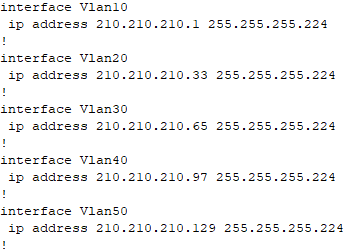 interface Vlan10
 ip address 210.210.210.1 255.255.255.224
!
interface Vlan20
 ip address 210.210.210.33 255.255.255.224
!
interface Vlan30
 ip address 210.210.210.65 255.255.255.224
!
interface Vlan40
 ip address 210.210.210.97 255.255.255.224
!
interface Vlan50
 ip address 210.210.210.129 255.255.255.224
!